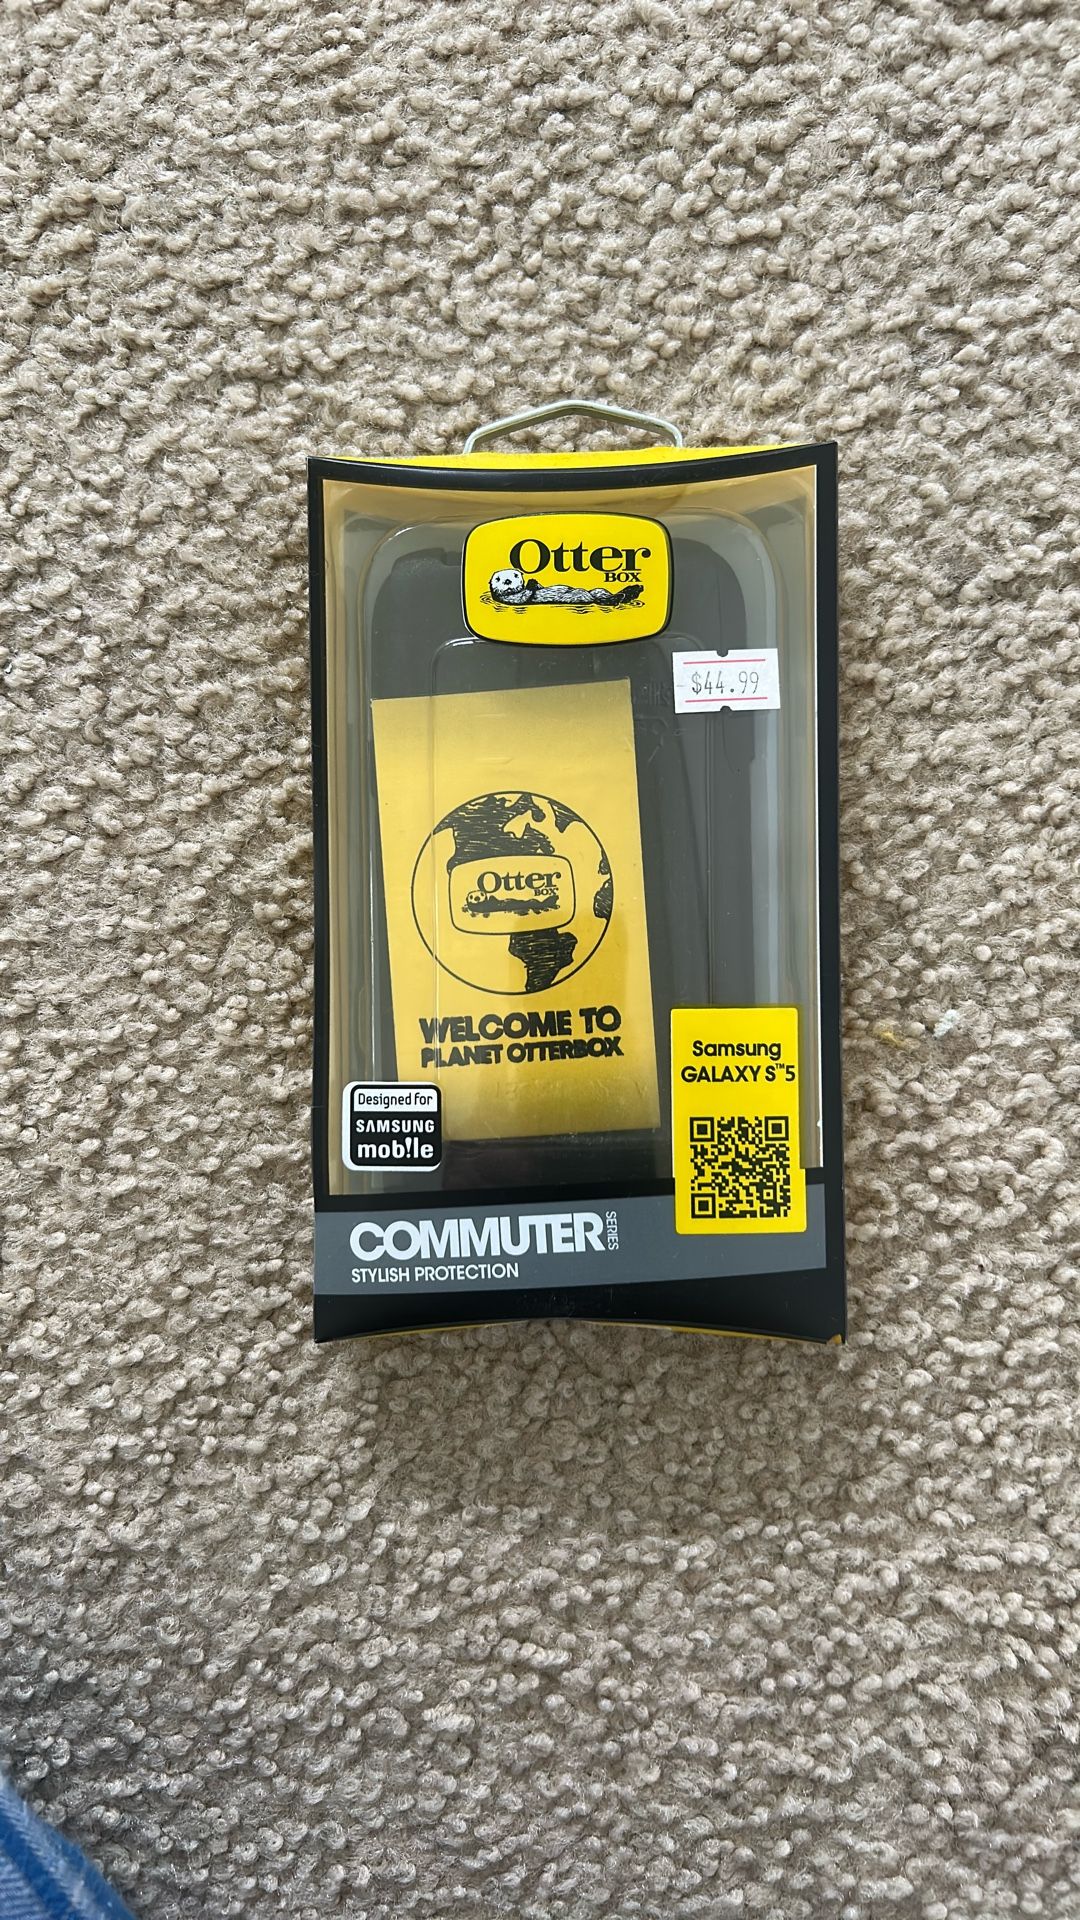 Otter
BOX
$44.99
Otter
BOX
WELCOME TO
PLANET OTTERBOX
Samsung
GALAXY S™5
Designed for
SAMSUNG
mob!le
COMMUTER SERIES
STYLISH PROTECTION